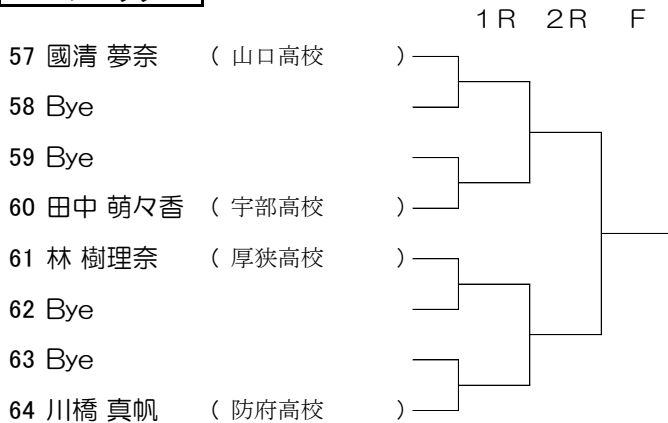 1R 2R F
57 國清 夢奈 ( 山口高校 )
58 Bye
59 Bye
60 田中 萌々香 ( 宇部高校 )
61 林 樹理奈 ( 厚狭高校 )
62 Bye
63 Bye
64 川橋 真帆 ( 防府高校 )